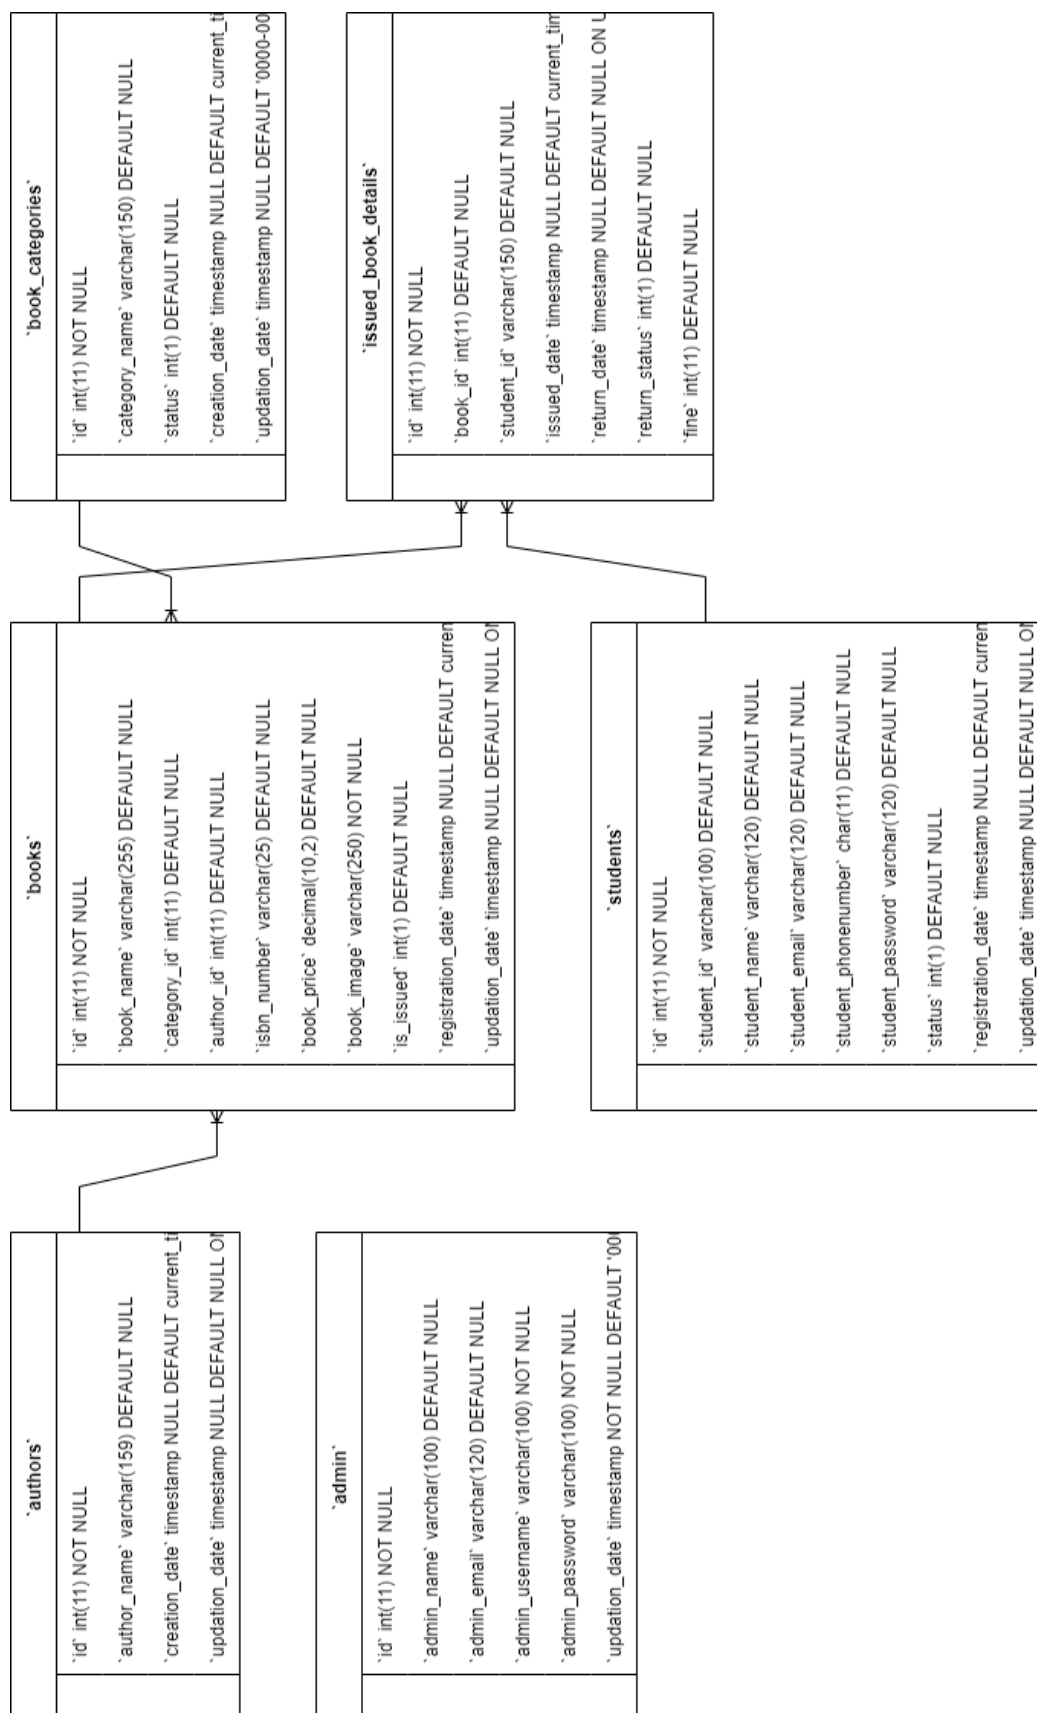 `authors`
`id` int(11) NOT NULL
`author_name` varchar(159) DEFAULT NULL
`creation_date` timestamp NULL DEFAULT current_ti
`updation_date` timestamp NULL DEFAULT NULL ON
`books`
`id` int(11) NOT NULL
`book_name` varchar(255) DEFAULT NULL
`category_id` int(11) DEFAULT NULL
`author_id` int(11) DEFAULT NULL
`isbn_number` varchar(25) DEFAULT NULL
`book_price` decimal(10,2) DEFAULT NULL
`book_image` varchar(250) NOT NULL
`is_issued` int(1) DEFAULT NULL
`registration_date` timestamp NULL DEFAULT curren
`updation_date` timestamp NULL DEFAULT NULL ON
`book_categories`
`id` int(11) NOT NULL
`category_name` varchar(150) DEFAULT NULL
`status` int(1) DEFAULT NULL
`creation_date` timestamp NULL DEFAULT current_ti
`updation_date` timestamp NULL DEFAULT '0000-00
`admin`
`id` int(11) NOT NULL
`admin_name` varchar(100) DEFAULT NULL
`admin_email` varchar(120) DEFAULT NULL
`admin_username` varchar(100) NOT NULL
`admin_password` varchar(100) NOT NULL
`updation_date` timestamp NOT NULL DEFAULT '00
`students`
`id` int(11) NOT NULL
`student_id` varchar(100) DEFAULT NULL
`student_name` varchar(120) DEFAULT NULL
`student_email` varchar(120) DEFAULT NULL
`student_phonenumber` char(11) DEFAULT NULL
`student_password` varchar(120) DEFAULT NULL
`status` int(1) DEFAULT NULL
`registration_date` timestamp NULL DEFAULT curren
`updation_date` timestamp NULL DEFAULT NULL ON
`issued_book_details`
`id` int(11) NOT NULL
`book_id` int(11) DEFAULT NULL
`student_id` varchar(150) DEFAULT NULL
`issued_date` timestamp NULL DEFAULT current_tim
`return_date` timestamp NULL DEFAULT NULL ON U
`return_status` int(1) DEFAULT NULL
`fine` int(11) DEFAULT NULL